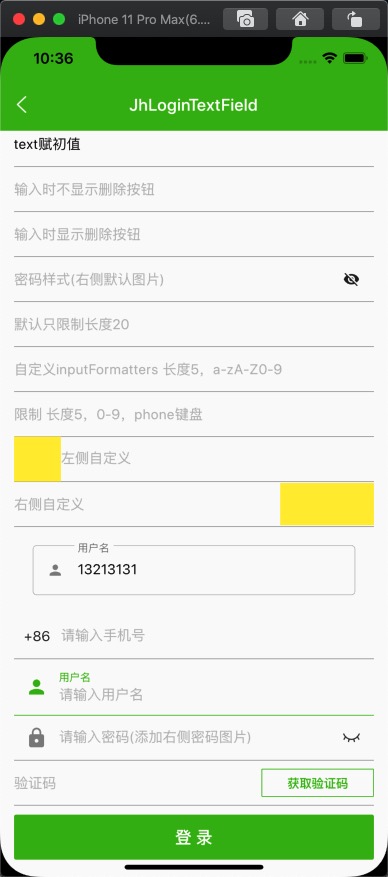 iPhone 11 Pro Max(6....
10:36
JhLoginTextField
text赋初值
输入时不显示删除按钮
输入时显示删除按钮
密码样式(右侧默认图片)
默认只限制长度20
自定义inputFormatters 长度5，a-zA-Z0-9
限制 长度5，0-9，phone键盘
左侧自定义
右侧自定义
用户名
13213131
+86 请输入手机号
用户名
请输入用户名
请输入密码(添加右侧密码图片)
验证码 获取验证码
登 录